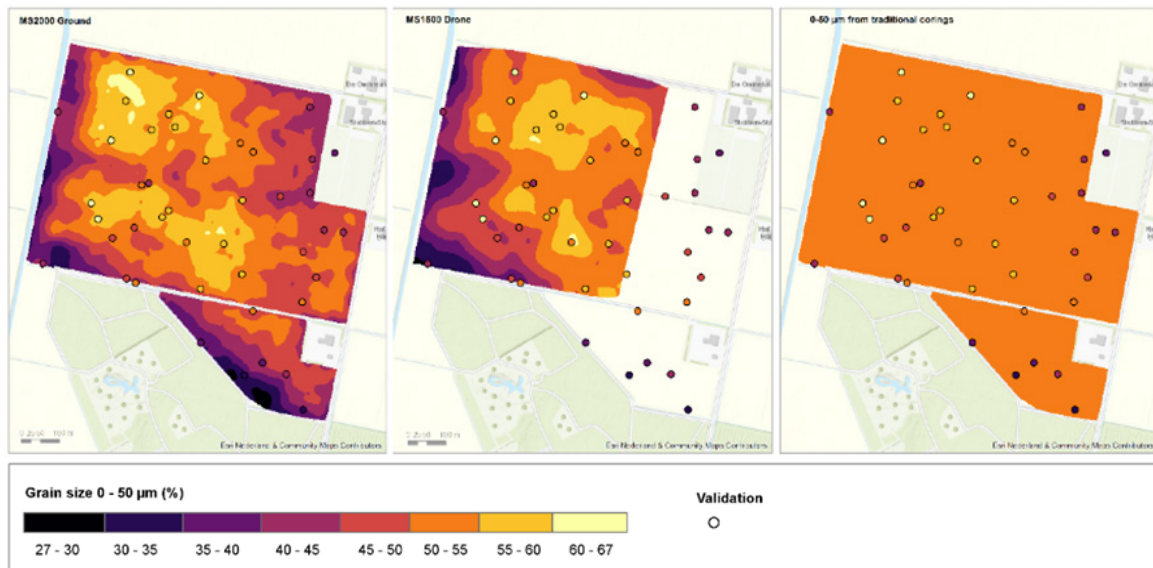 MS2000 Ground
MS1500 Drone
0-50 µm from traditional corings
Esri Nederland & Community Maps Contributors
Esri Nederland & Community Maps Contributors
Esri Nederland & Community Maps Contributors
Grain size 0 - 50 µm (%)
Validation
27 - 30
30 - 35
35 - 40
40 - 45
45 - 50
50 - 55
55 - 60
60 - 67